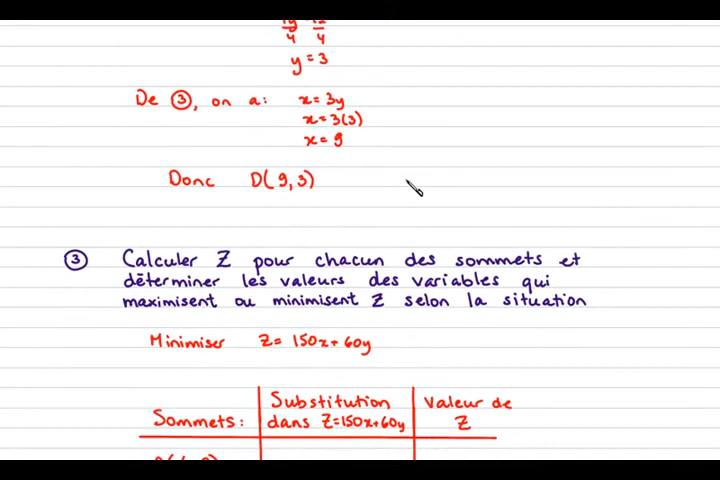 4 4
y = 3
De ③, on a: x = 3y
x = 3(3)
x = 9
Donc D(9,3)
③ Calculer Z pour chacun des sommets et
déterminer les valeurs des variables qui
maximisent ou minimisent Z selon la situation
Minimiser Z = 150x + 60y
Sommets: Substitution dans Z=150x+60y
Valeur de Z